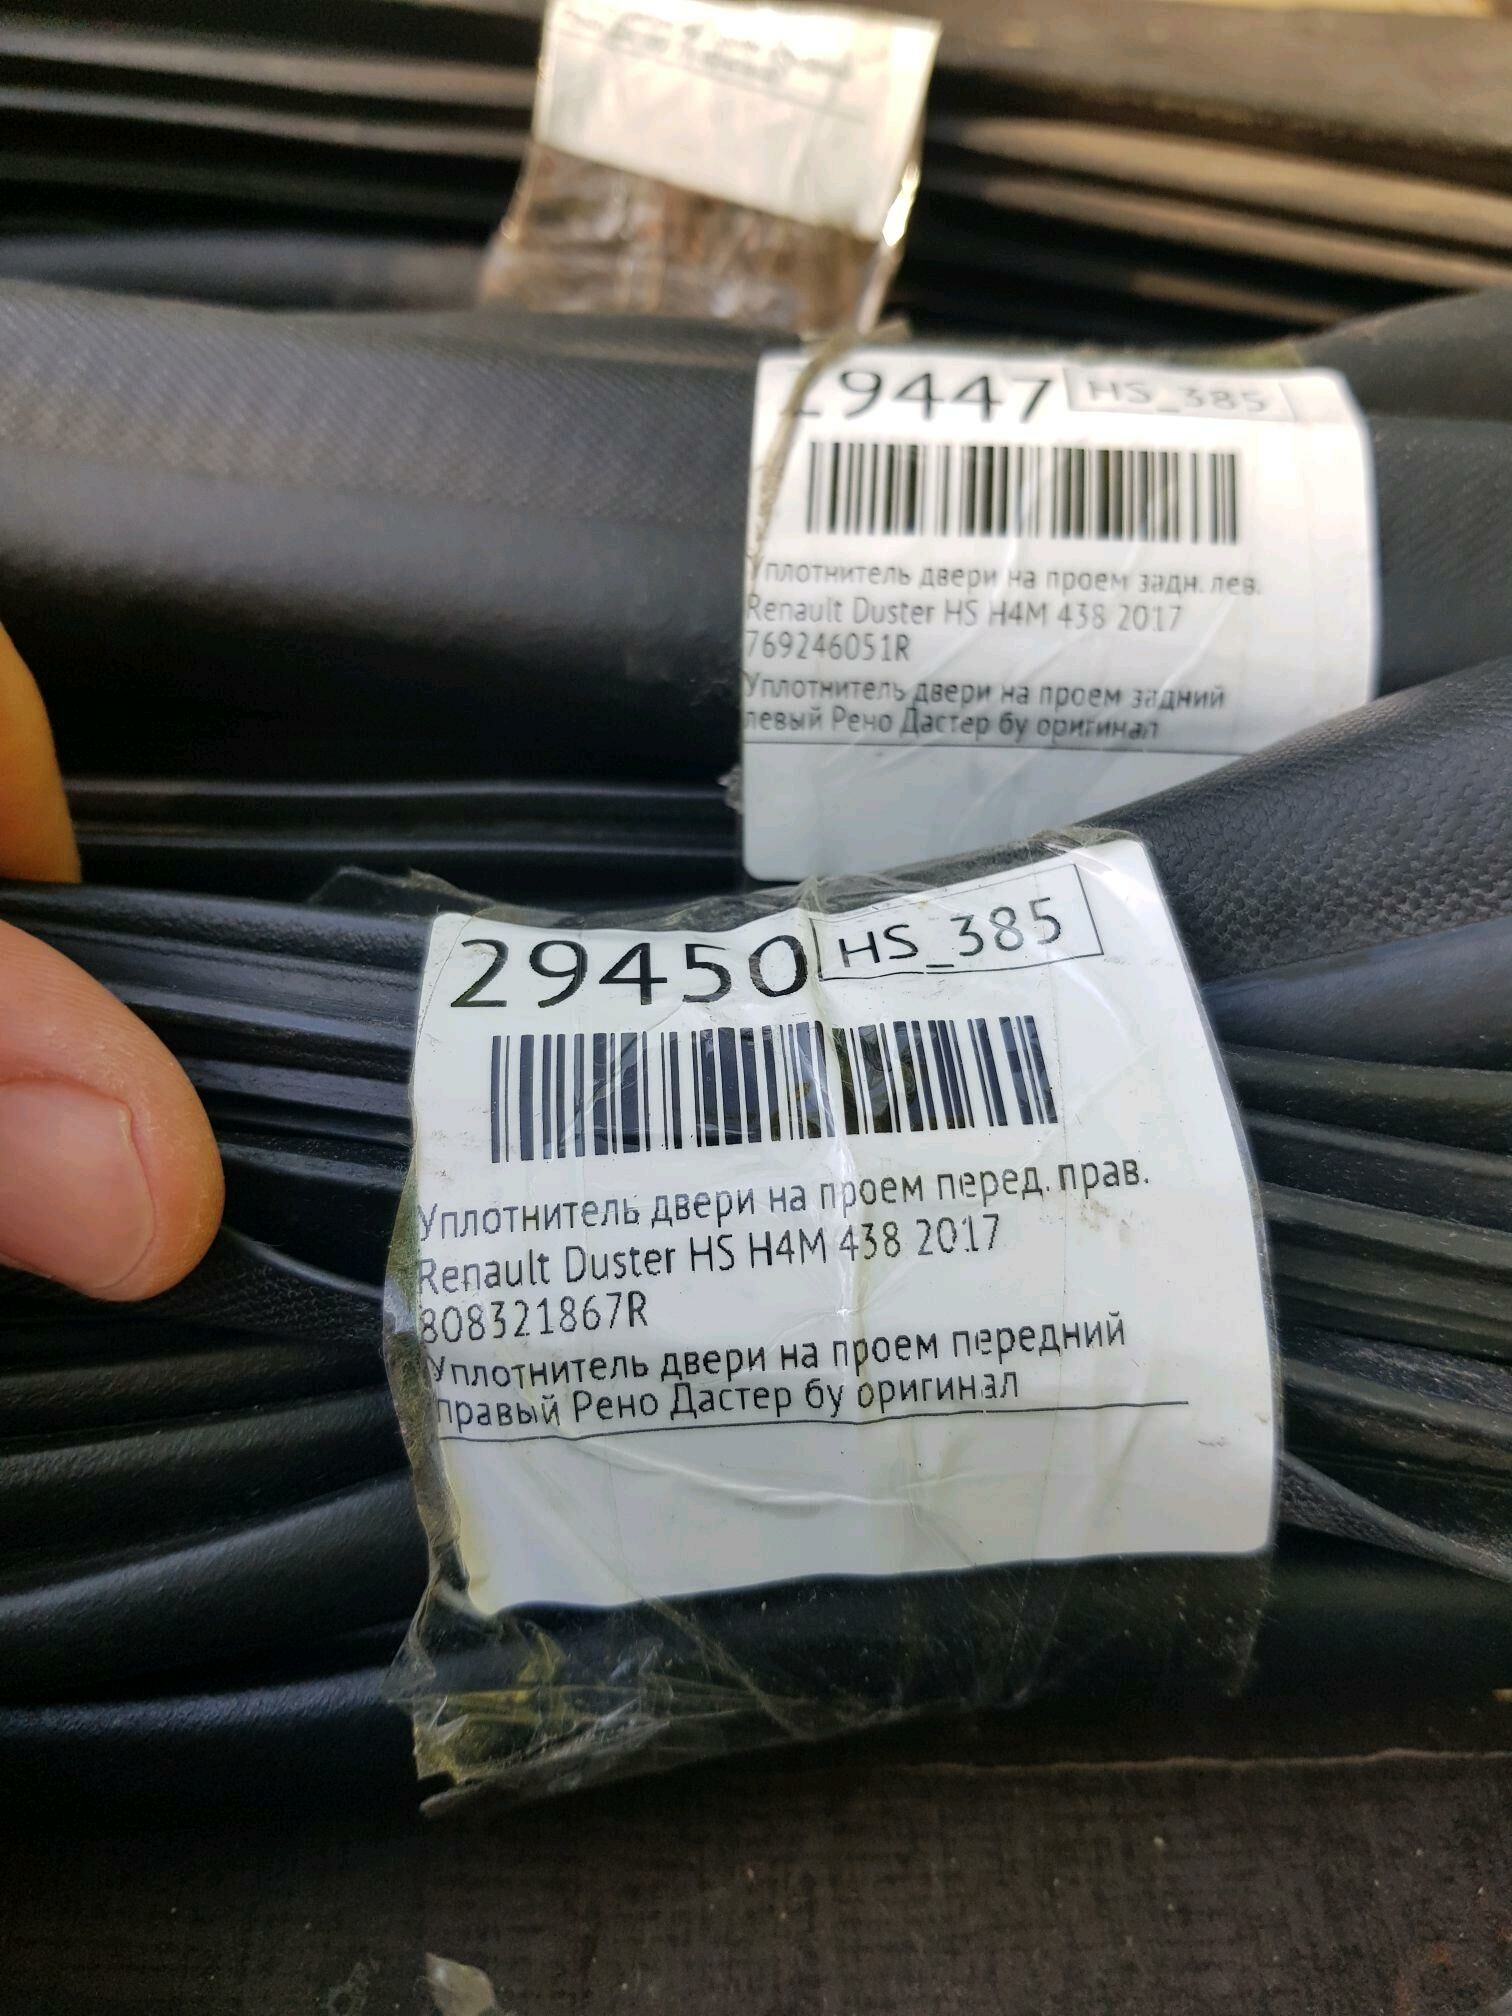 29447 HS_385
Уплотнитель двери на проем задн. лев.
Renault Duster HS H4M 438 2017
769246051R
Уплотнитель двери на проем задний
левый Рено Дастер бу оригинал
29450 HS_385
Уплотнитель двери на проем перед. прав.
Renault Duster HS H4M 438 2017
808321867R
Уплотнитель двери на проем передний
правый Рено Дастер бу оригинал